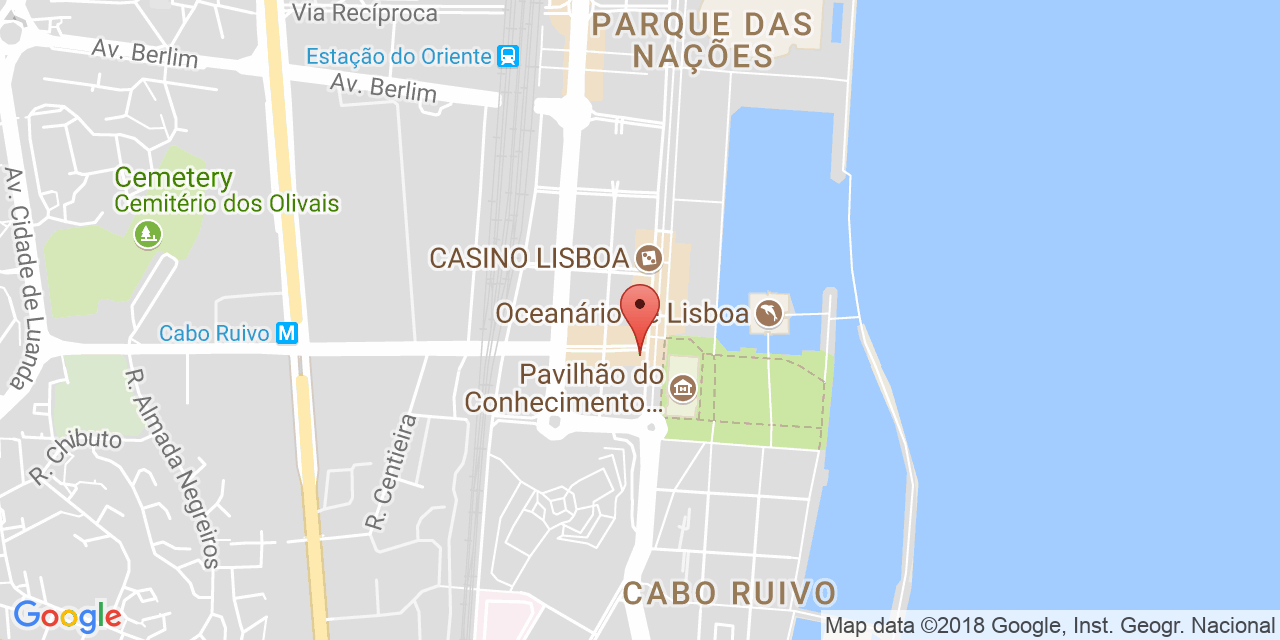 Via Recíproca
PARQUE DAS
NAÇÕES
Av. Berlim
Estação do Oriente
Av. Berlim
Cemetery
Cemitério dos Olivais
Av. Cidade de Luanda
CASINO LISBOA
Oceanário Lisboa
Cabo Ruivo M
Pavilhão do
Conhecimento...
R. Almada Negreiros
R. Chibuto
R. Centieira
CABO RUIVO
Google
Map data ©2018 Google, Inst. Geogr. Nacional